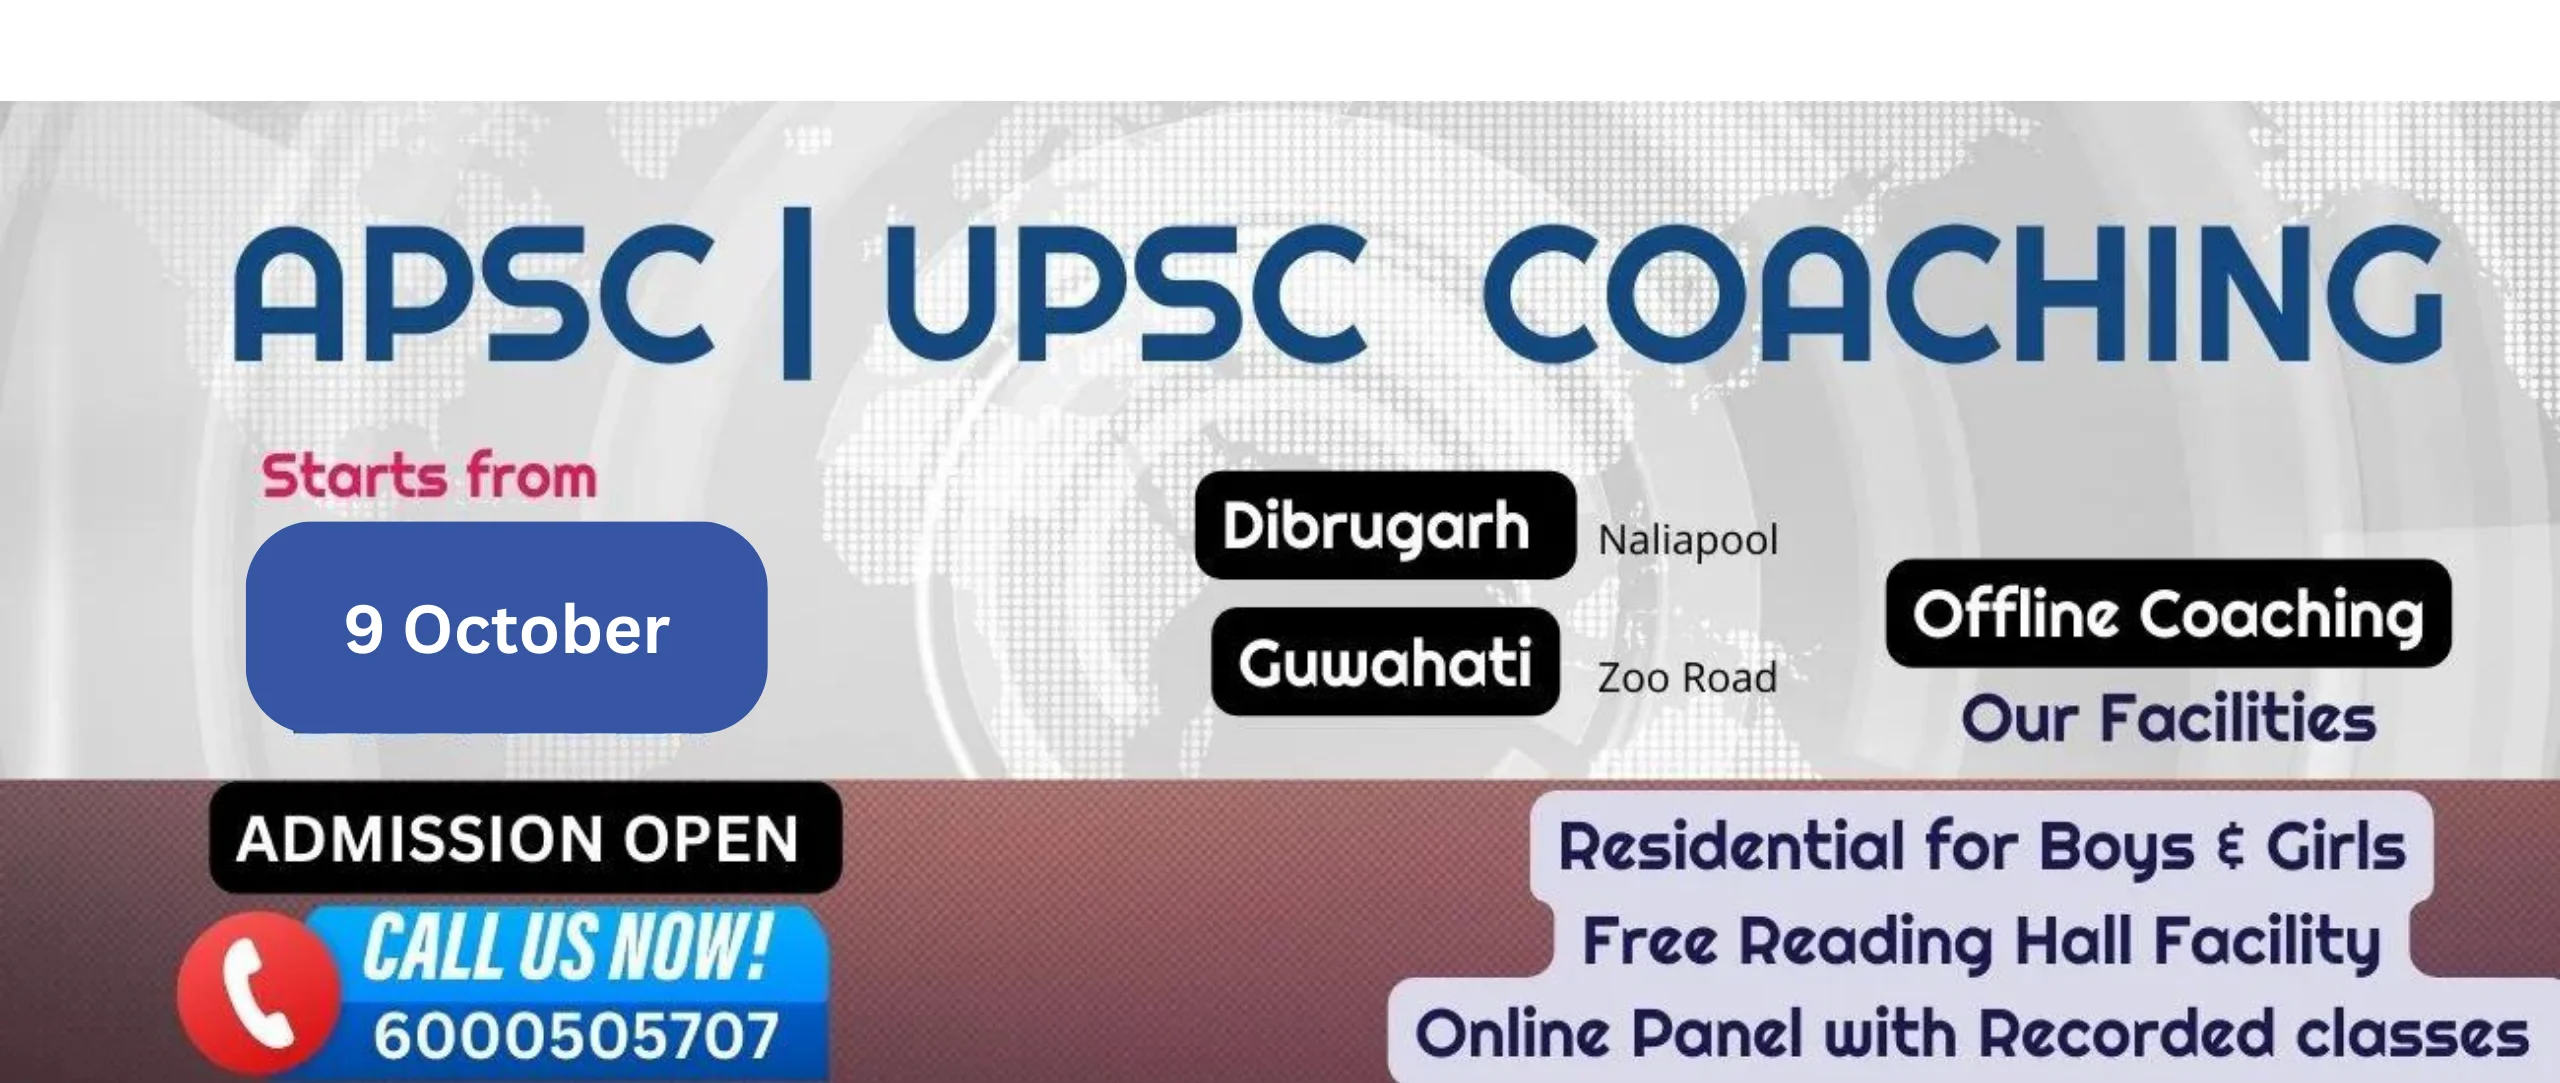 APSC | UPSC COACHING
Starts from
9 October
Dibrugarh Naliapool
Guwahati Zoo Road
Offline Coaching
Our Facilities
ADMISSION OPEN
CALL US NOW!
6000505707
Residential for Boys & Girls
Free Reading Hall Facility
Online Panel with Recorded classes